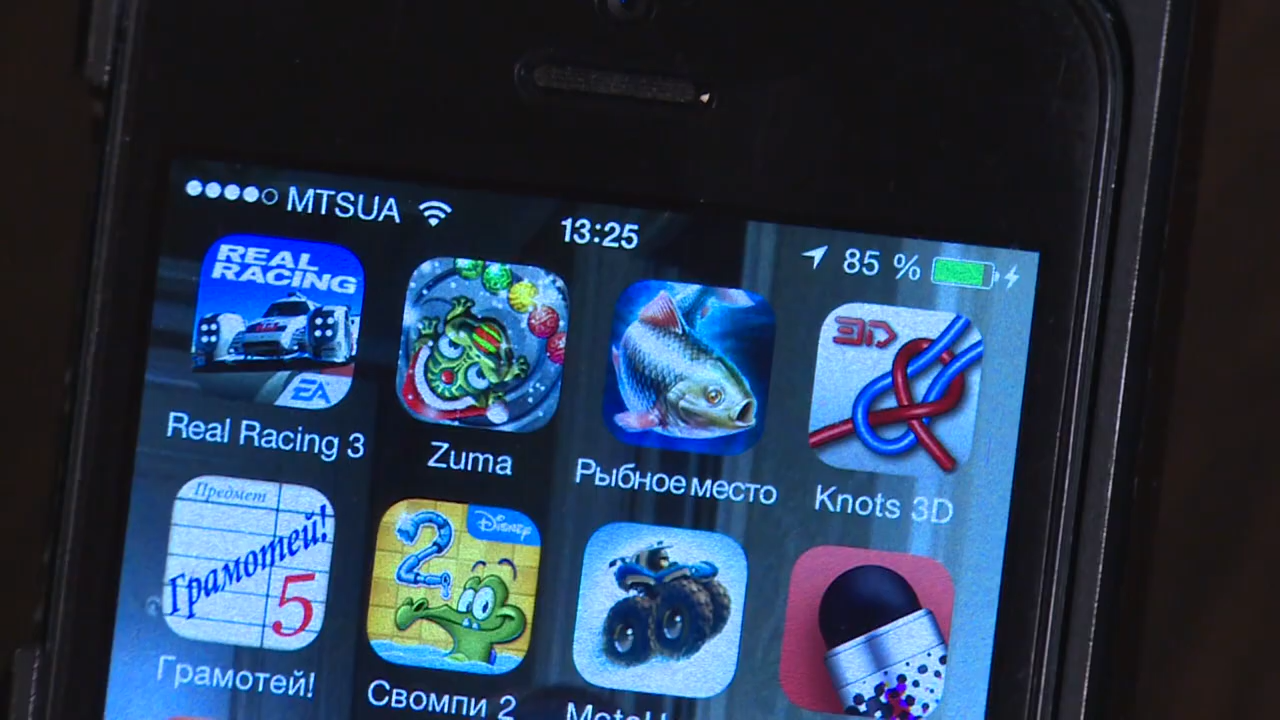 MTSUA
13:25
85 %
REAL
RACING
EA
3D
Real Racing 3
Zuma
Рыбное место
Knots 3D
Предмет
Грамотей!
5
2
Disney
Грамотей!
Свомпи 2